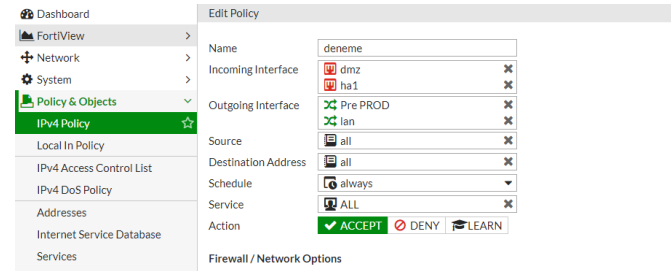 Dashboard
FortiView
Network
System
Policy & Objects
IPv4 Policy
Local In Policy
IPv4 Access Control List
IPv4 DoS Policy
Addresses
Internet Service Database
Services
Edit Policy
Name deneme
Incoming Interface dmz
ha1
Outgoing Interface Pre PROD
lan
Source all
Destination Address all
Schedule always
Service ALL
Action ACCEPT DENY LEARN
Firewall / Network Options